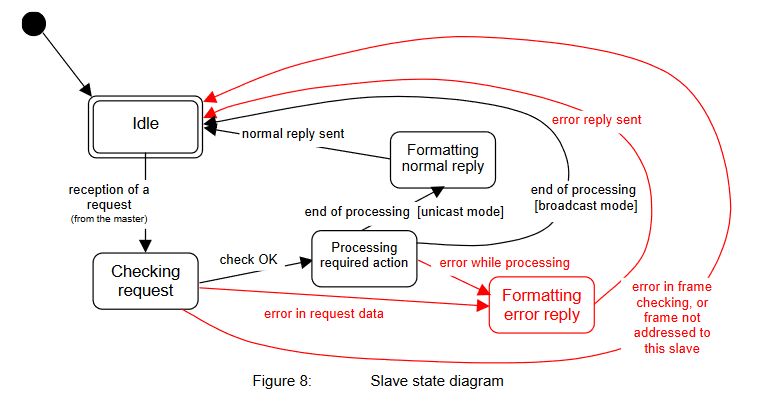 Idle
normal reply sent
error reply sent
Formatting
normal reply
reception of a
request
(from the master)
end of processing
[broadcast mode]
end of processing [unicast mode]
check OK
Processing
required action
error while processing
Checking
request
Formatting
error reply
error in request data
error in frame
checking, or
frame not
addressed to
this slave
Figure 8: Slave state diagram